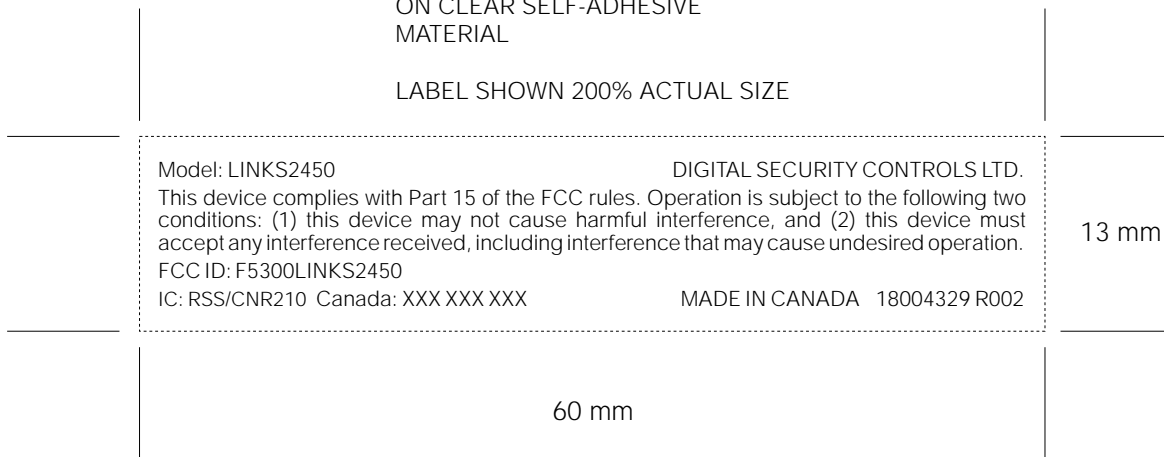 ON CLEAR SELF-ADHESIVE
MATERIAL
LABEL SHOWN 200% ACTUAL SIZE
Model: LINKS2450 DIGITAL SECURITY CONTROLS LTD.
This device complies with Part 15 of the FCC rules. Operation is subject to the following two
conditions: (1) this device may not cause harmful interference, and (2) this device must
accept any interference received, including interference that may cause undesired operation.
13 mm
FCC ID: F5300LINKS2450
IC: RSS/CNR210 Canada: XXX XXX XXX MADE IN CANADA 18004329 R002
60 mm